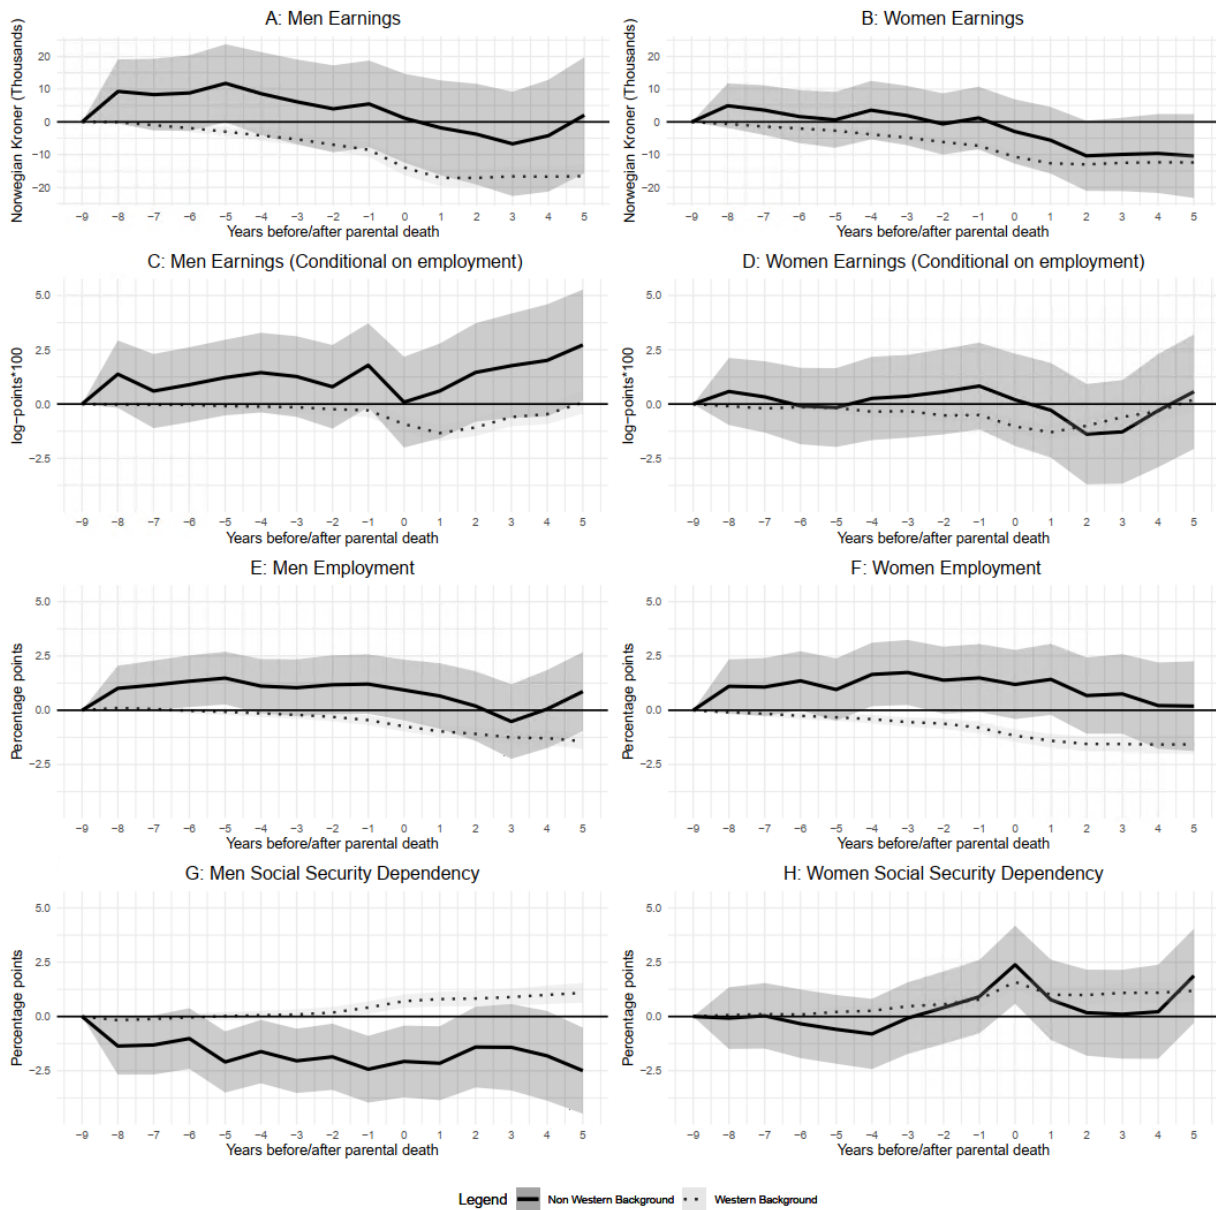 A: Men Earnings
Norwegian Kroner (Thousands)
20
10
0
−10
−20
−9 −8 −7 −6 −5 −4 −3 −2 −1 0 1 2 3 4 5
Years before/after parental death
B: Women Earnings
Norwegian Kroner (Thousands)
20
10
0
−10
−20
−9 −8 −7 −6 −5 −4 −3 −2 −1 0 1 2 3 4 5
Years before/after parental death
C: Men Earnings (Conditional on employment)
log−points*100
5.0
2.5
0.0
−2.5
−9 −8 −7 −6 −5 −4 −3 −2 −1 0 1 2 3 4 5
Years before/after parental death
D: Women Earnings (Conditional on employment)
log−points*100
5.0
2.5
0.0
−2.5
−9 −8 −7 −6 −5 −4 −3 −2 −1 0 1 2 3 4 5
Years before/after parental death
E: Men Employment
Percentage points
5.0
2.5
0.0
−2.5
−9 −8 −7 −6 −5 −4 −3 −2 −1 0 1 2 3 4 5
Years before/after parental death
F: Women Employment
Percentage points
5.0
2.5
0.0
−2.5
−9 −8 −7 −6 −5 −4 −3 −2 −1 0 1 2 3 4 5
Years before/after parental death
G: Men Social Security Dependency
Percentage points
5.0
2.5
0.0
−2.5
−9 −8 −7 −6 −5 −4 −3 −2 −1 0 1 2 3 4 5
Years before/after parental death
H: Women Social Security Dependency
Percentage points
5.0
2.5
0.0
−2.5
−9 −8 −7 −6 −5 −4 −3 −2 −1 0 1 2 3 4 5
Years before/after parental death
Legend Non Western Background Western Background